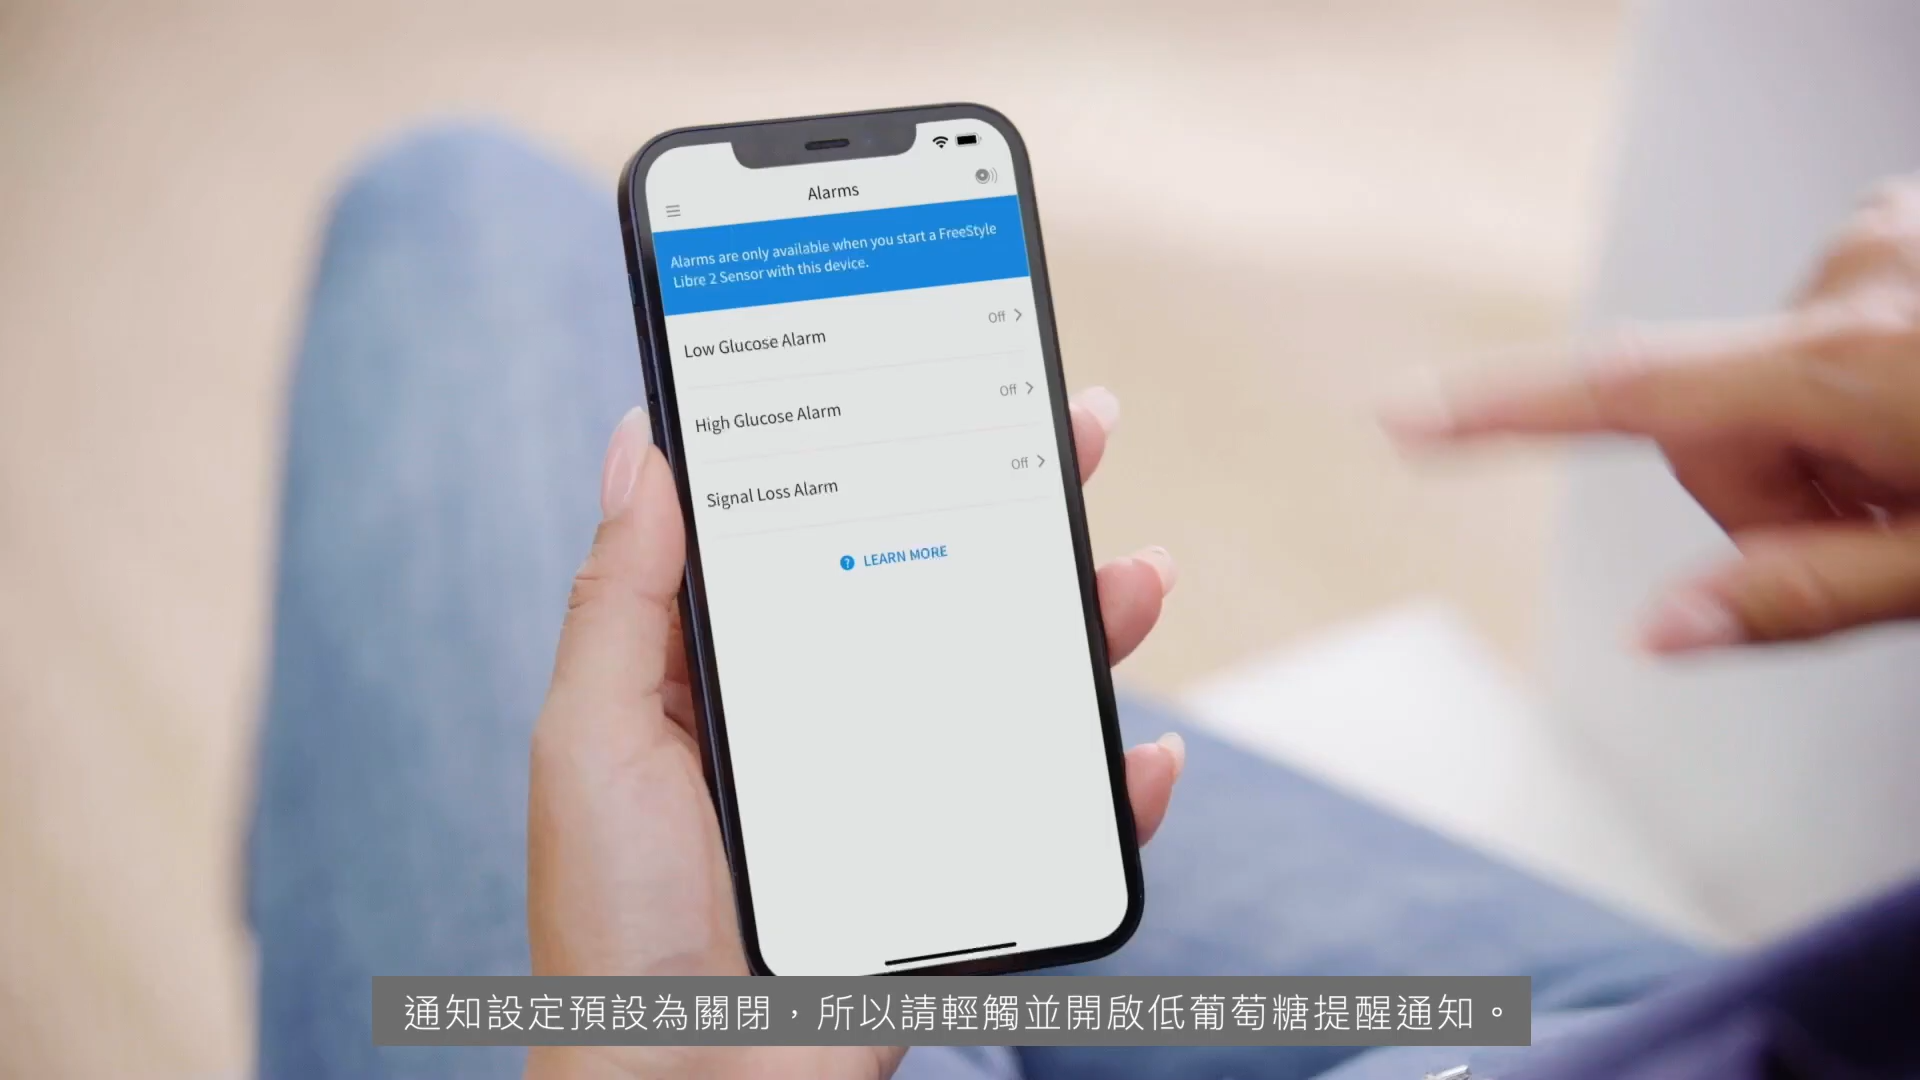 Alarms
Alarms are only available when you start a FreeStyle
Libre 2 Sensor with this device.
Low Glucose Alarm
Off
High Glucose Alarm
Off
Signal Loss Alarm
Off
LEARN MORE
通知設定預設為關閉，所以請輕觸並開啟低葡萄糖提醒通知。